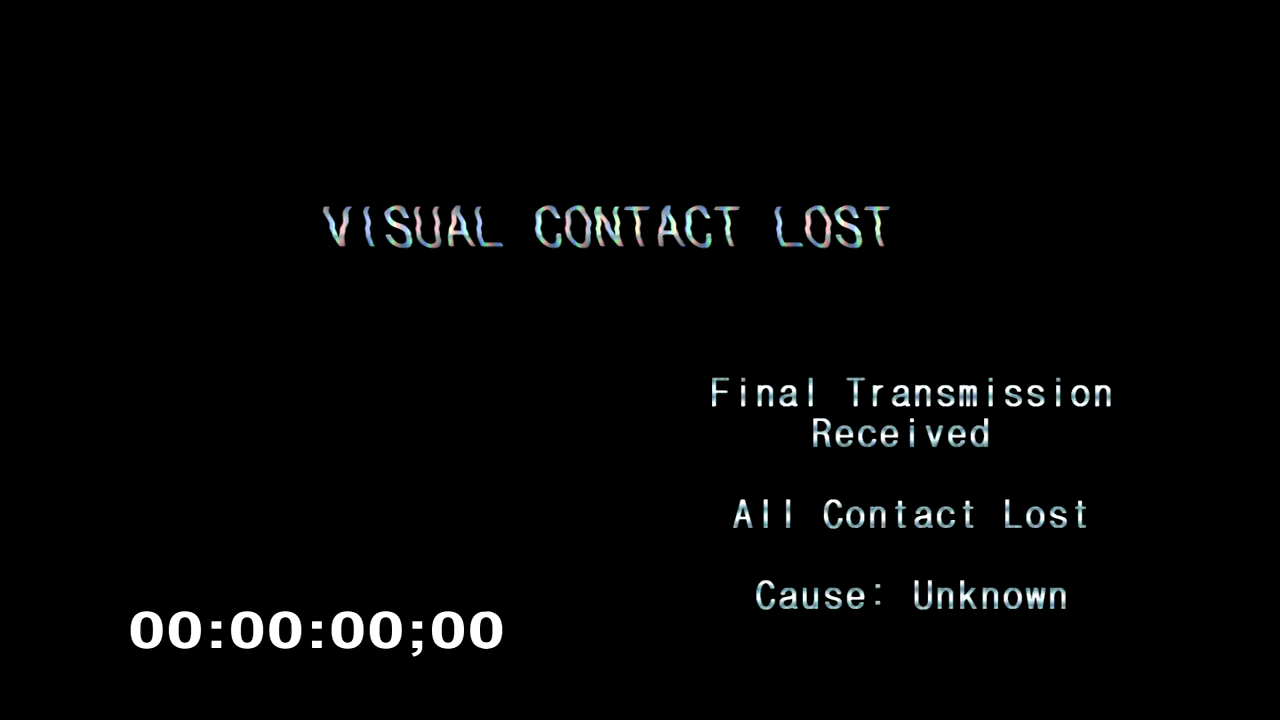 VISUAL CONTACT LOST
Final Transmission
Received
All Contact Lost
Cause: Unknown
00:00:00;00